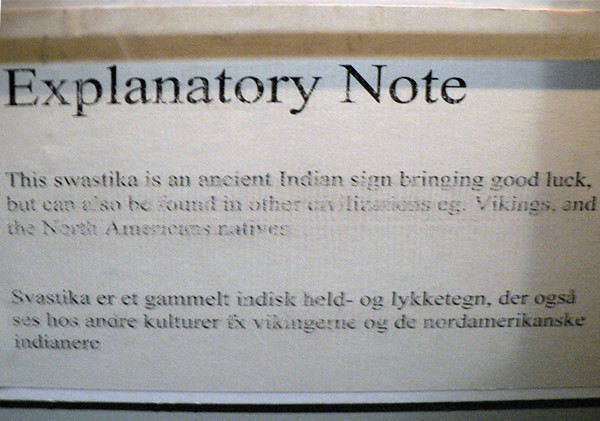 Explanatory Note
This swastika is an ancient Indian sign bringing good luck,
but can also be found in other civilizations eg. Vikings, and
the North Americans natives
Svastika er et gammelt indisk held- og lykketegn, der også
ses hos andre kulturer fx vikingerne og de nordamerikanske
indianere